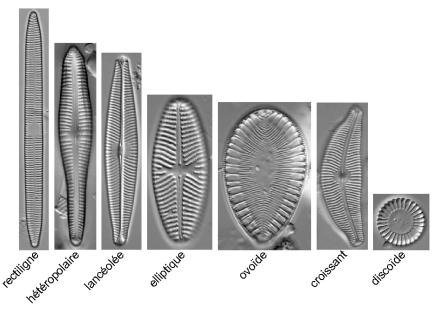 rectiligne
hétéropolaire
lancéolée
elliptique
ovoïde
croissant
discoïde